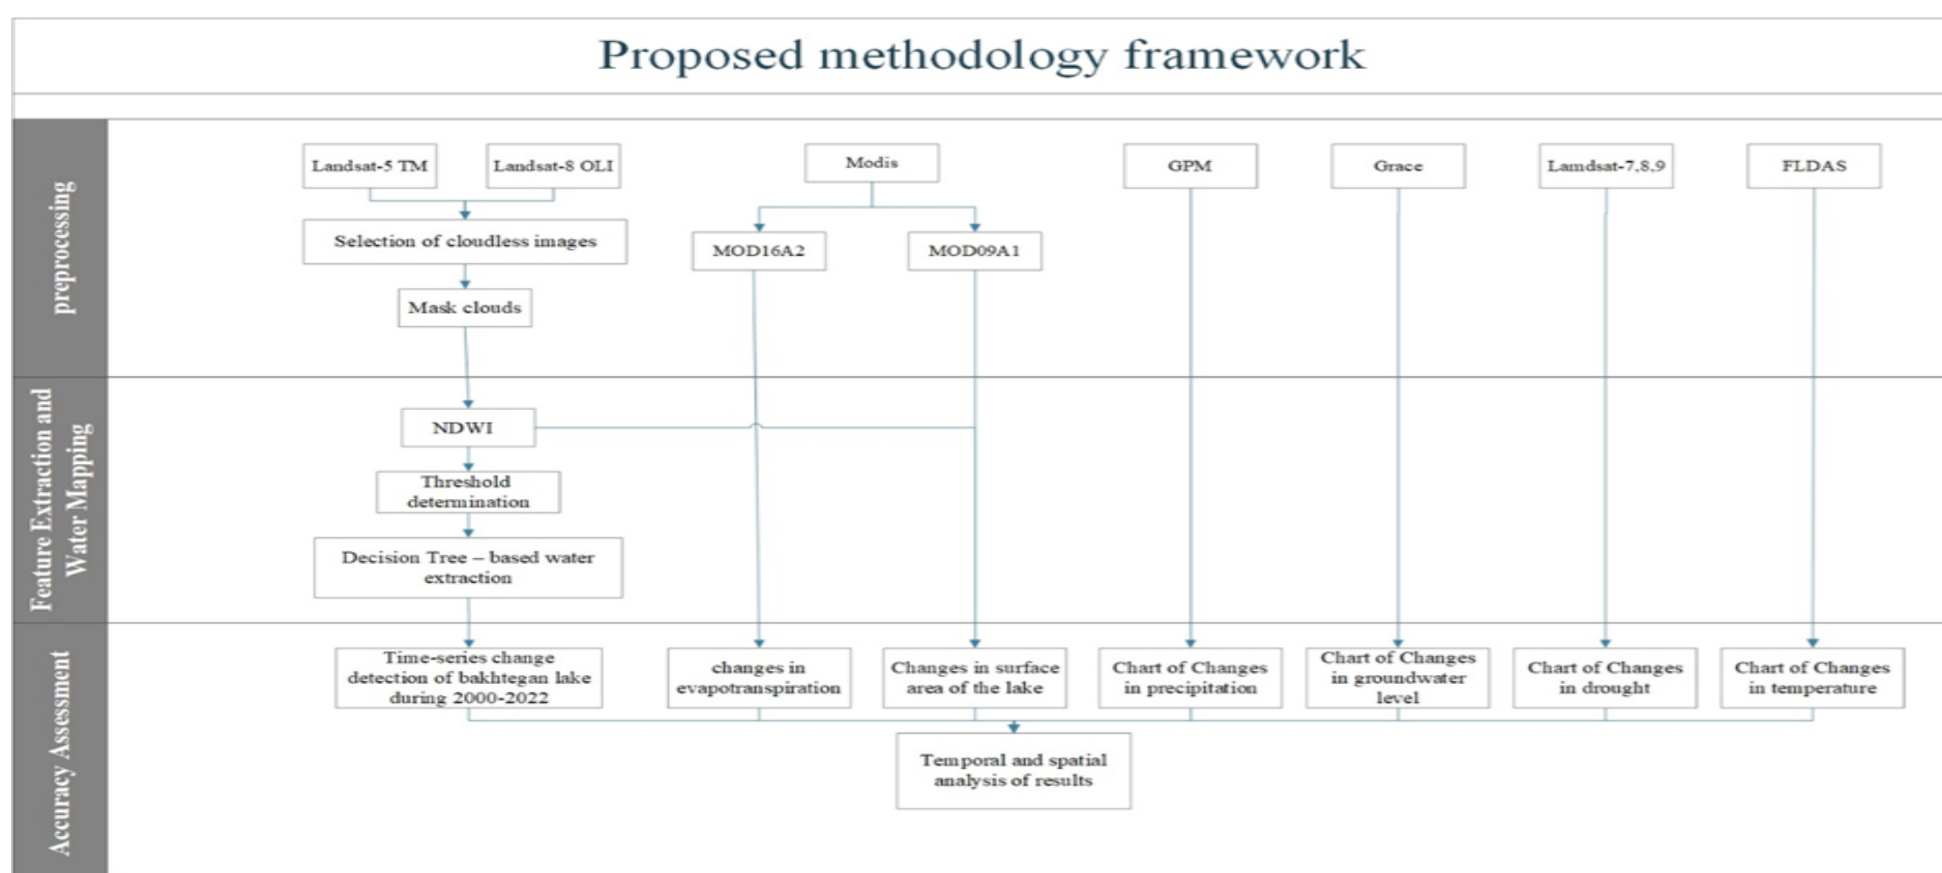 Proposed methodology framework
preprocessing
Landsat-5 TM
Landsat-8 OLI
Modis
GPM
Grace
Lamdsat-7,8,9
FLDAS
Selection of cloudless images
MOD16A2
MOD09A1
Mask clouds
Feature Extraction and
Water Mapping
NDWI
Threshold
determination
Decision Tree – based water
extraction
Accuracy Assessment
Time-series change
detection of bakhtegan lake
during 2000-2022
changes in
evapotranspiration
Changes in surface
area of the lake
Chart of Changes
in precipitation
Chart of Changes
in groundwater
level
Chart of Changes
in drought
Chart of Changes
in temperature
Temporal and spatial
analysis of results